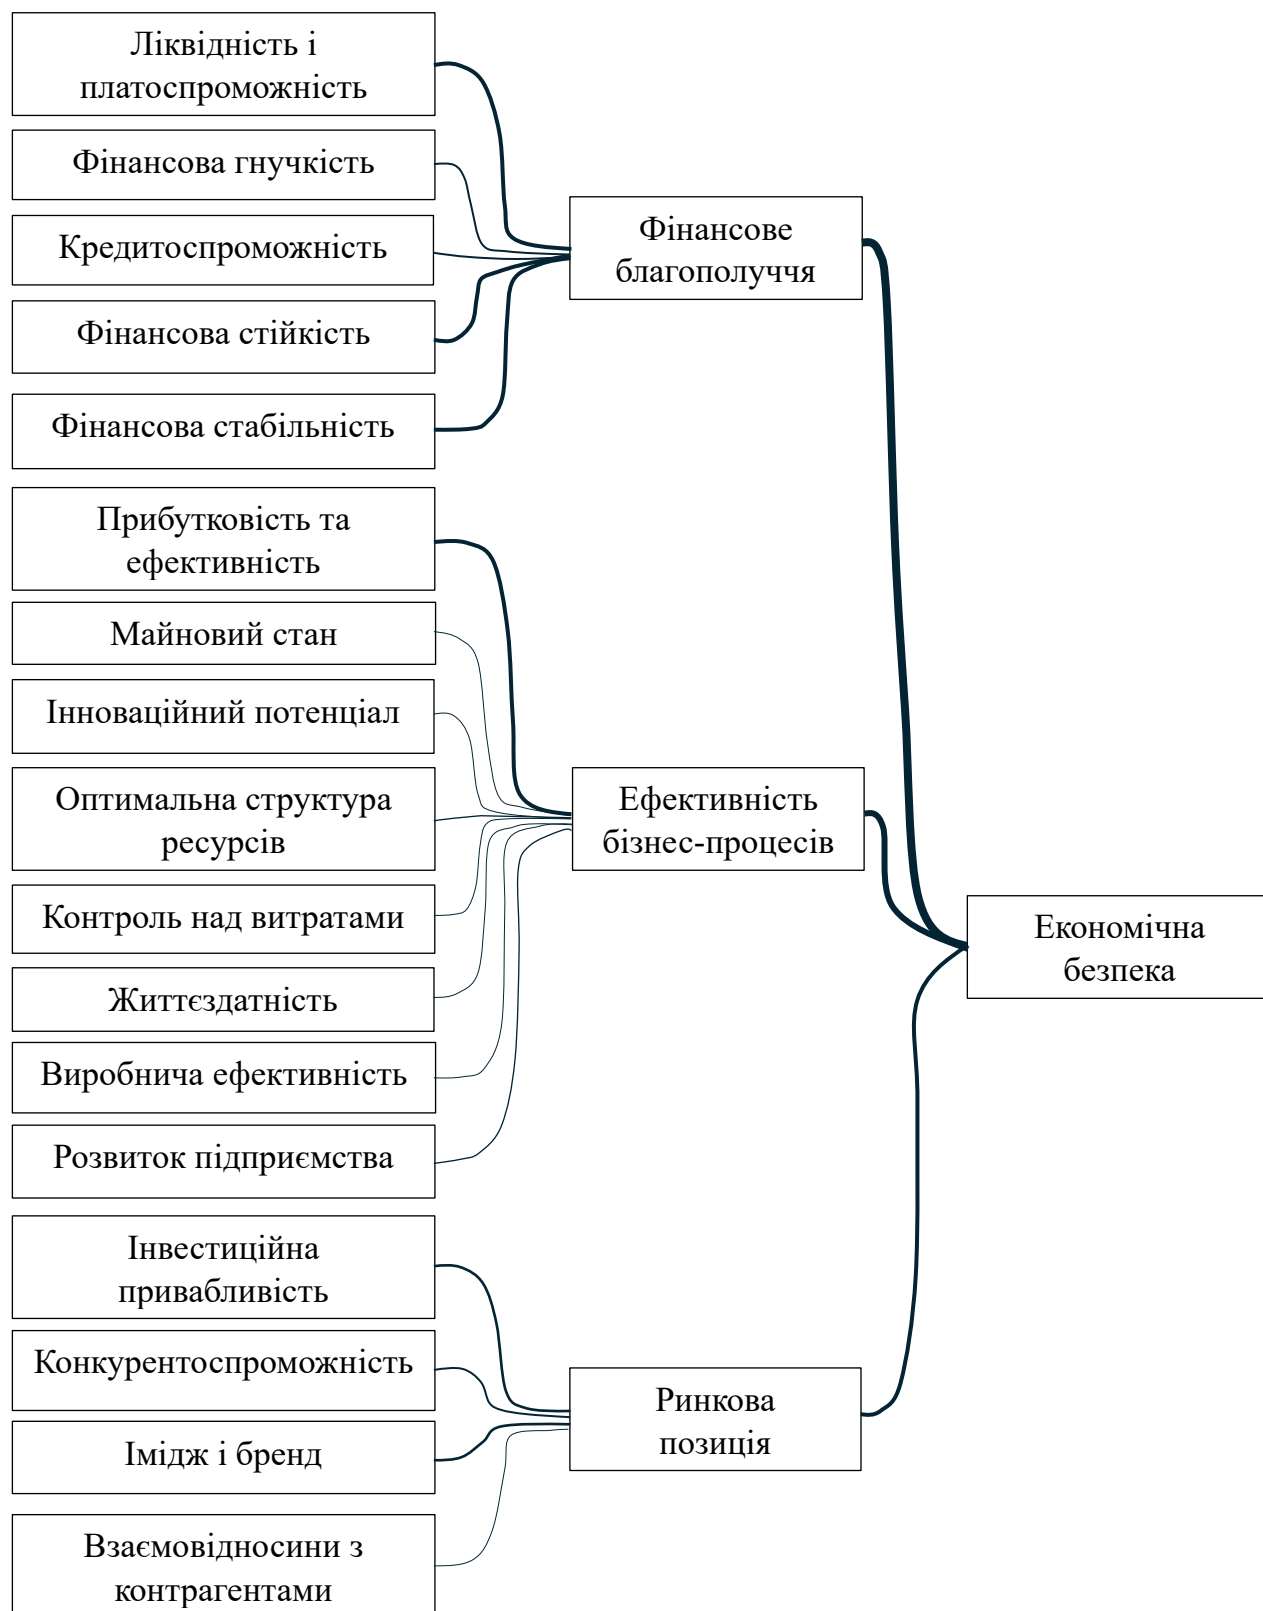 Ліквідність і
платоспроможність
Фінансова гнучкість
Кредитоспроможність
Фінансова стійкість
Фінансова стабільність
Фінансове
благополуччя
Прибутковість та
ефективність
Майновий стан
Інноваційний потенціал
Оптимальна структура
ресурсів
Контроль над витратами
Життєздатність
Виробнича ефективність
Розвиток підприємства
Ефективність
бізнес-процесів
Інвестиційна
привабливість
Конкурентоспроможність
Імідж і бренд
Взаємовідносини з
контрагентами
Ринкова
позиція
Економічна
безпека